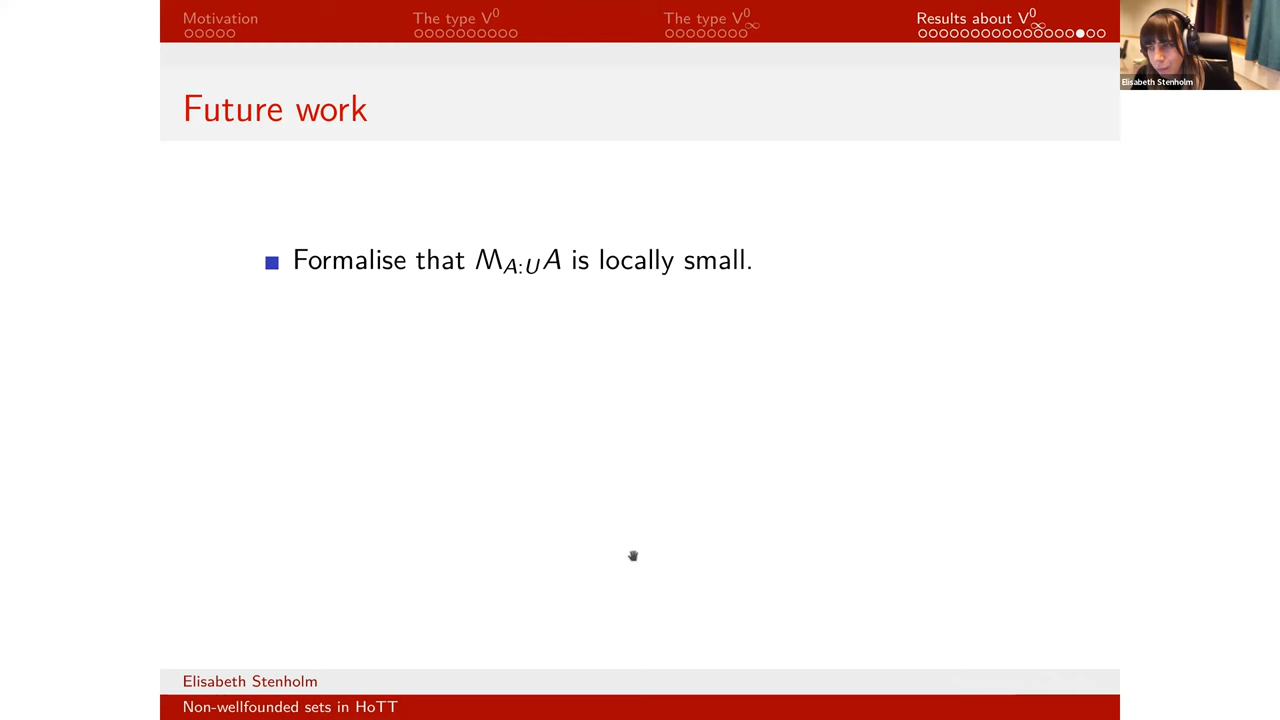 Motivation
The type V⁰
The type V⁰∞
Results about V⁰∞
Elisabeth Stenholm
Future work
Formalise that M_{A:U}A is locally small.
Elisabeth Stenholm
Non-wellfounded sets in HoTT